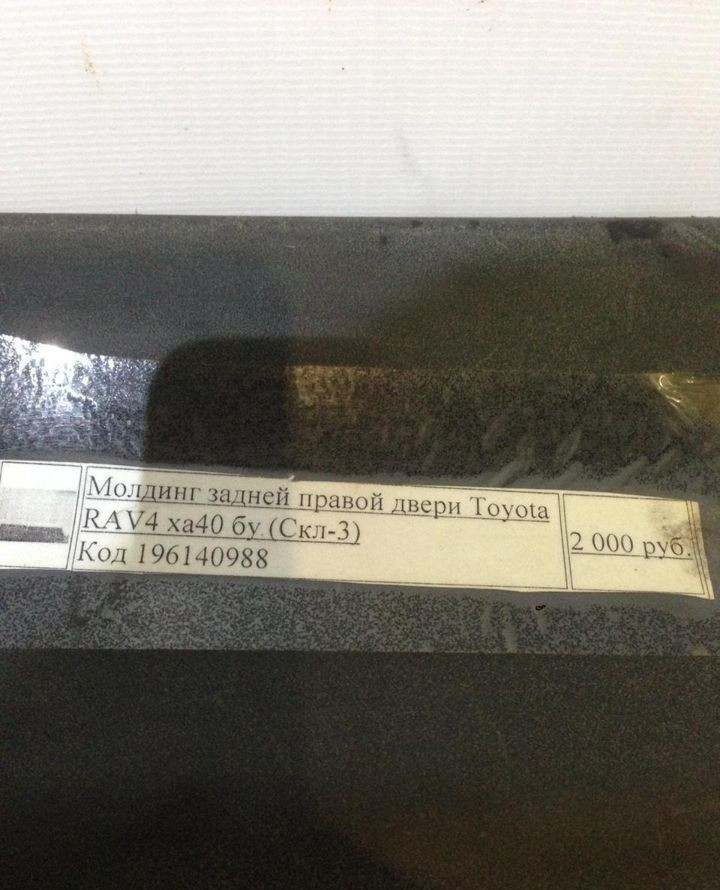 Молдинг задней правой двери Toyota
RAV4 xa40 бу (Скл-3)
Код 196140988
2 000 руб.